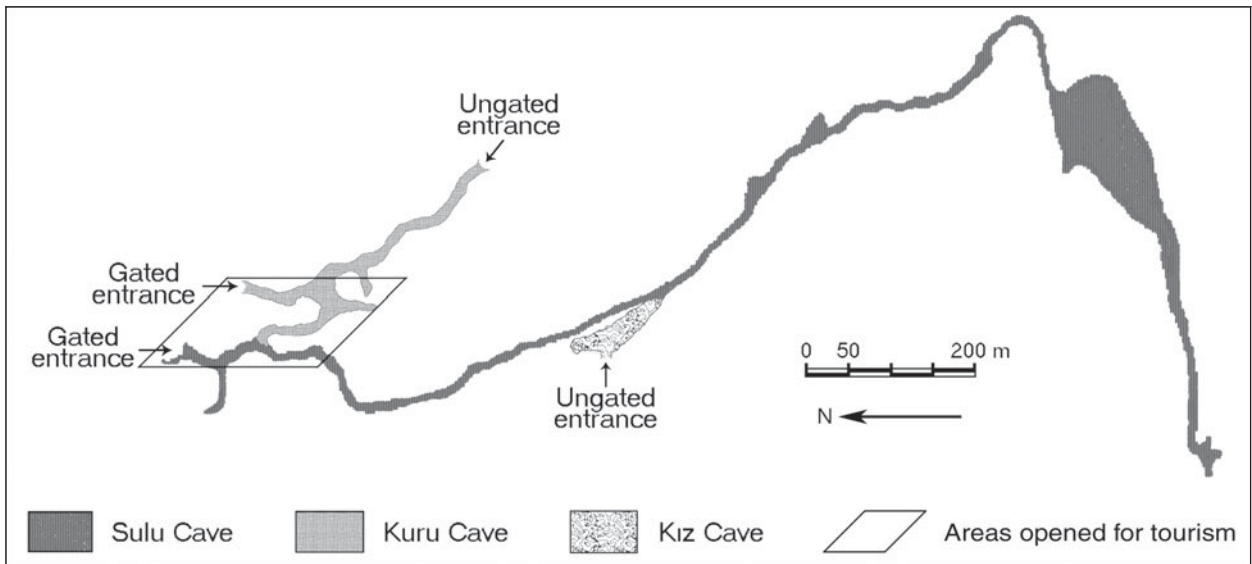 Ungated
entrance
Gated
entrance
Gated
entrance
Ungated
entrance
0 50 200 m
N
Sulu Cave
Kuru Cave
Kız Cave
Areas opened for tourism